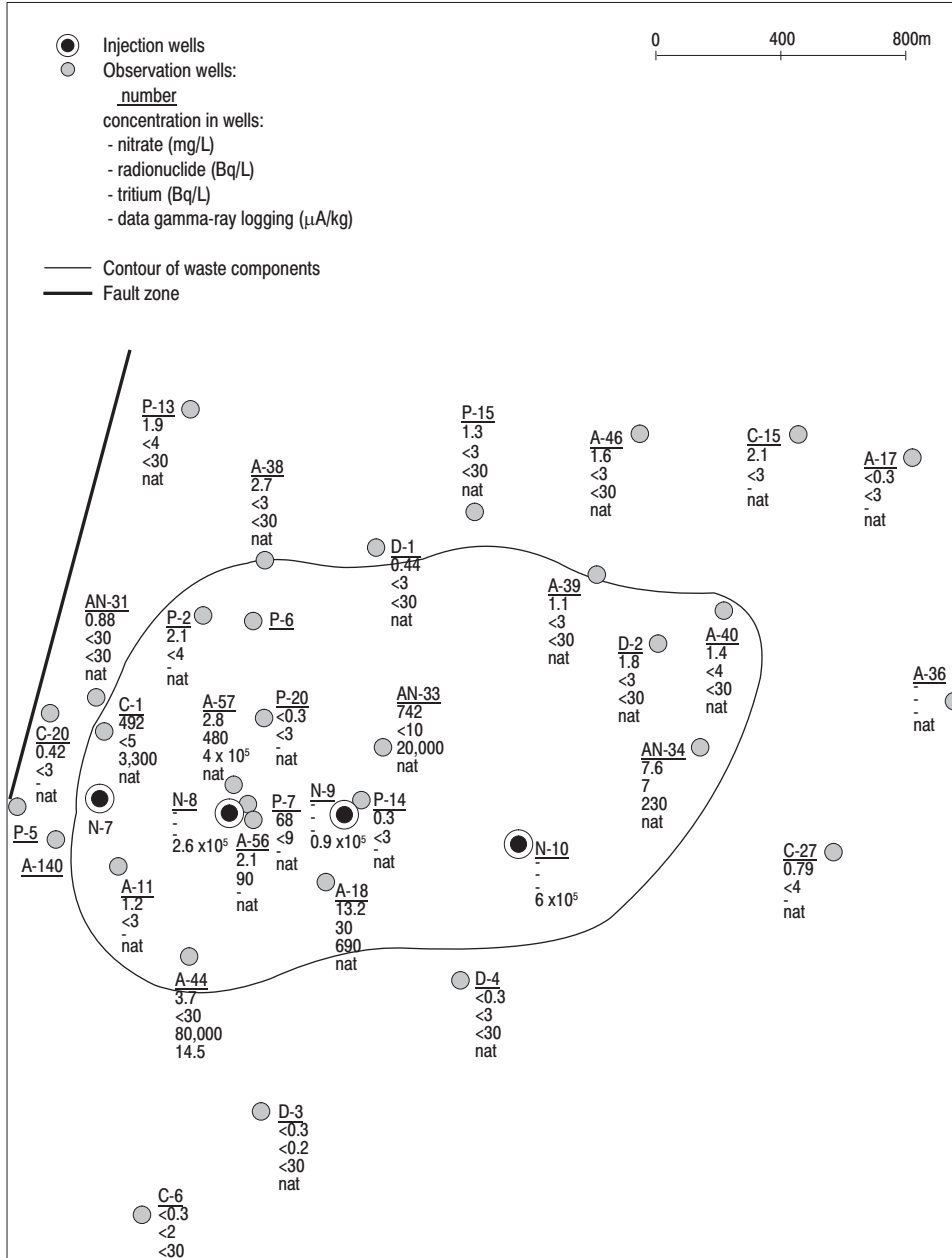 Injection wells
Observation wells:
number
concentration in wells:
- nitrate (mg/L)
- radionuclide (Bq/L)
- tritium (Bq/L)
- data gamma-ray logging (μA/kg)
Contour of waste components
Fault zone
0 400 800m
P-13
1.9
<4
<30
nat
A-38
2.7
<3
<30
nat
P-15
1.3
<3
<30
nat
A-46
1.6
<3
<30
nat
C-15
2.1
<3
-
nat
A-17
<0.3
<3
-
nat
D-1
0.44
<3
<30
nat
A-39
1.1
<3
<30
nat
AN-31
0.88
<30
<30
nat
P-2
2.1
<4
-
nat
P-6
D-2
1.8
<3
<30
nat
A-40
1.4
<4
<30
nat
A-36
-
-
-
nat
C-20
0.42
<3
-
nat
C-1
492
<5
3,300
nat
A-57
2.8
480
4 x 10⁵
nat
P-20
<0.3
<3
-
nat
AN-33
742
<10
20,000
nat
AN-34
7.6
7
230
nat
P-5
A-140
N-7
N-8
-
-
-
2.6 x10⁵
P-7
68
<9
-
nat
N-9
-
-
-
0.9 x10⁵
P-14
0.3
<3
-
nat
A-56
2.1
90
-
nat
N-10
-
-
-
6 x10⁵
C-27
0.79
<4
-
nat
A-11
1.2
<3
-
nat
A-18
13.2
30
690
nat
A-44
3.7
<30
80,000
14.5
D-4
<0.3
<3
<30
nat
D-3
<0.3
<0.2
<30
nat
C-6
<0.3
<2
<30